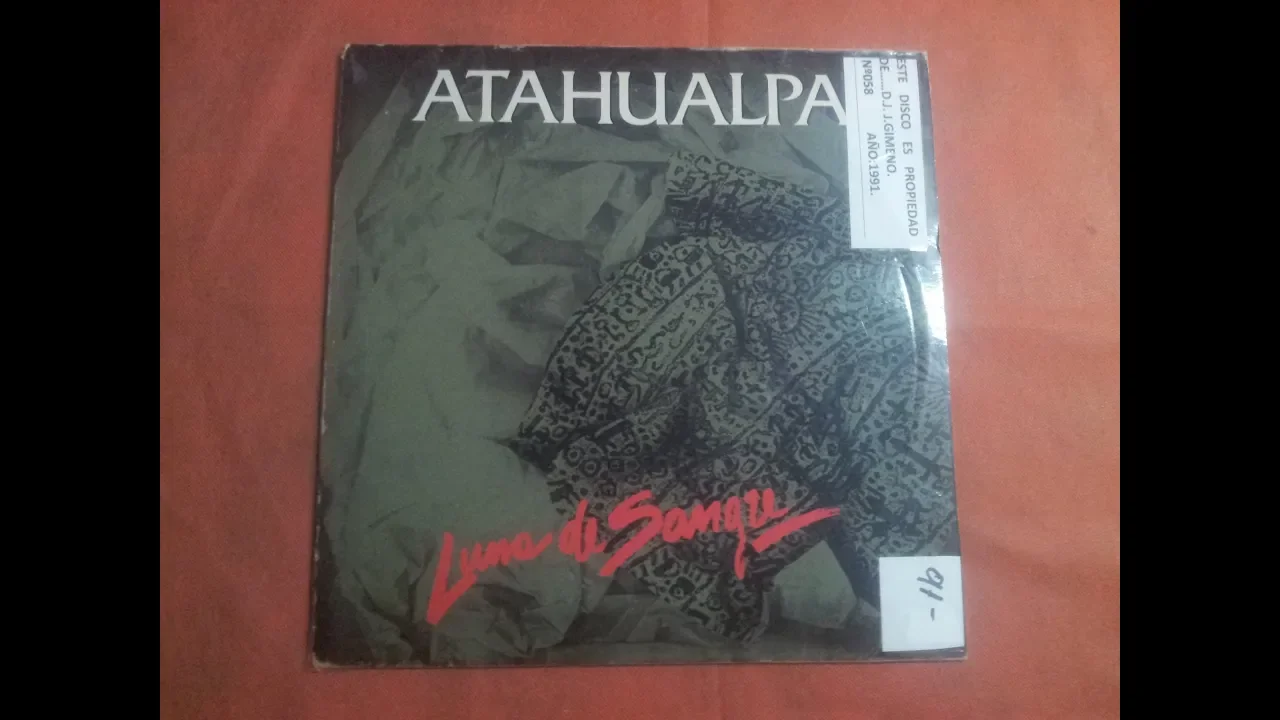 ATAHUALPA
ESTE DISCO ES PROPIEDAD
DE.....D.J. J.GIMENO.
Nº058 AÑO.1991.
Luna de Sangre
91-